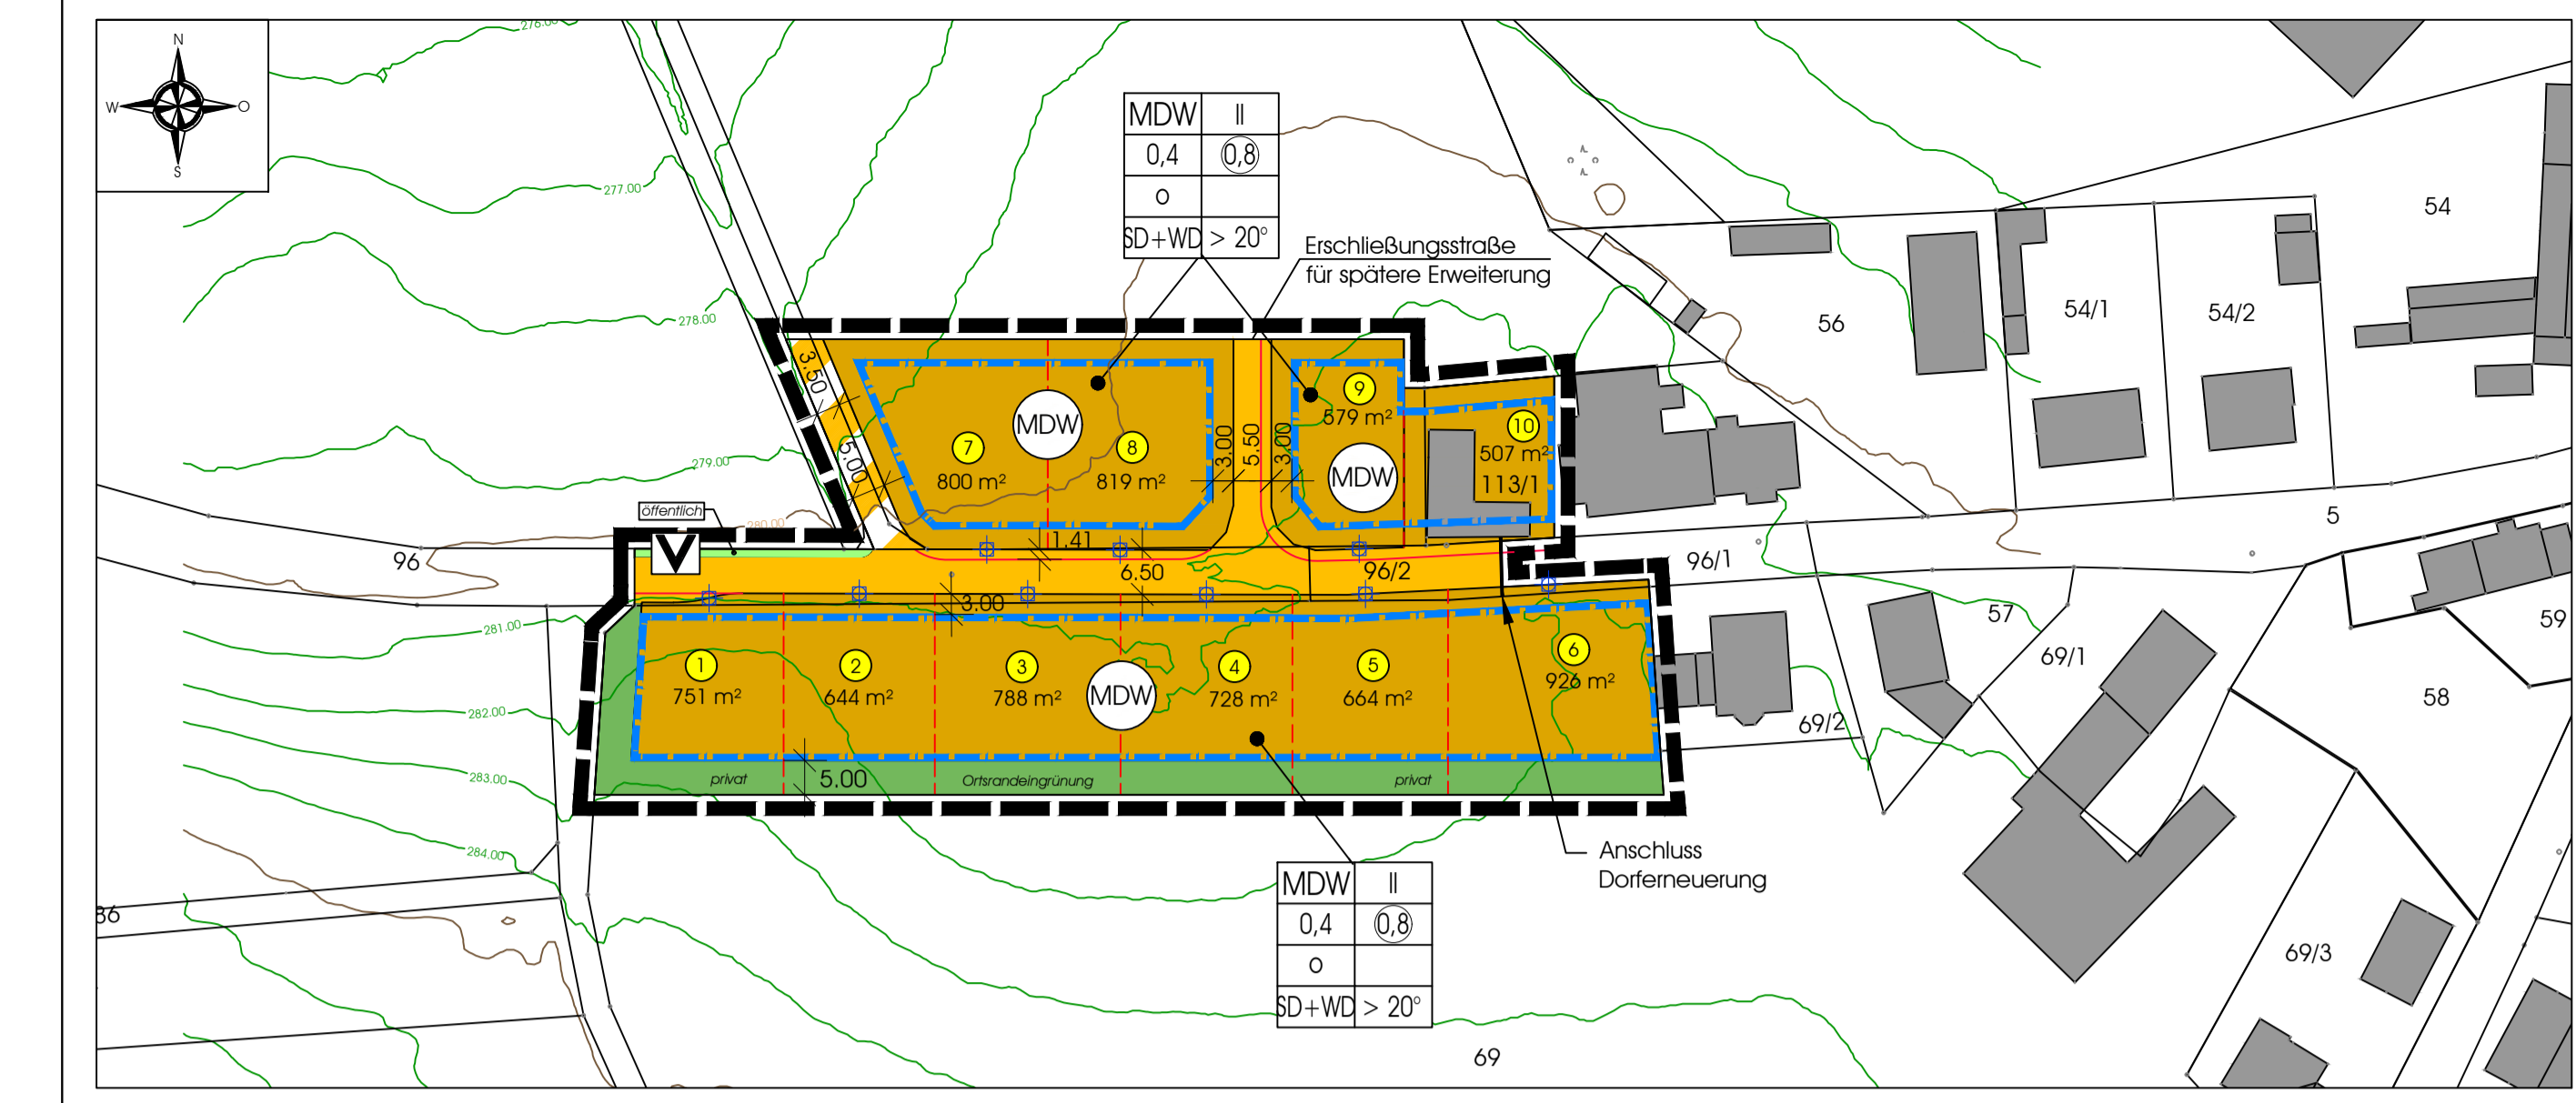 276.00
N
W
O
S
277.00
278.00
279.00
280.00
281.00
282.00
283.00
284.00
MDW II
0,4 0,8
o
SD+WD > 20°
Erschließungsstraße
für spätere Erweiterung
3.50
5.00
MDW
7
800 m²
8
819 m²
3.00
5.50
3.00
9
579 m²
MDW
10
507 m²
113/1
öffentlich
V
1.41
6.50
3.00
96
96/2
96/1
1
751 m²
2
644 m²
3
788 m²
MDW
4
728 m²
5
664 m²
6
926 m²
privat
5.00
Ortsrandeingrünung
privat
Anschluss
Dorferneuerung
MDW II
0,4 0,8
o
SD+WD > 20°
54
54/1
54/2
56
5
57
59
58
69/1
69/2
69/3
69
86